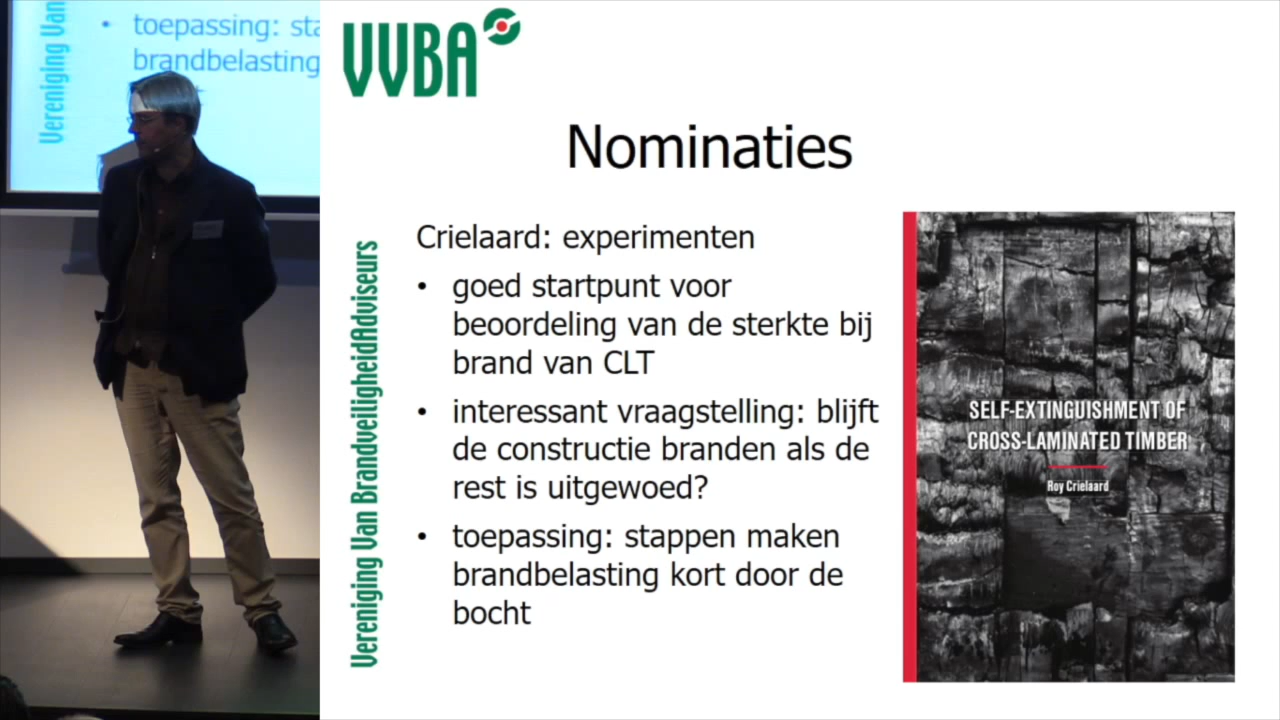 toepassing: sta
brandbelasting
Vereniging Van
VVBA
Nominaties
Vereniging Van BrandveiligheidAdviseurs
Crielaard: experimenten
• goed startpunt voor
beoordeling van de sterkte bij
brand van CLT
• interessant vraagstelling: blijft
de constructie branden als de
rest is uitgewoed?
• toepassing: stappen maken
brandbelasting kort door de
bocht
SELF-EXTINGUISHMENT OF
CROSS-LAMINATED TIMBER
Roy Crielaard